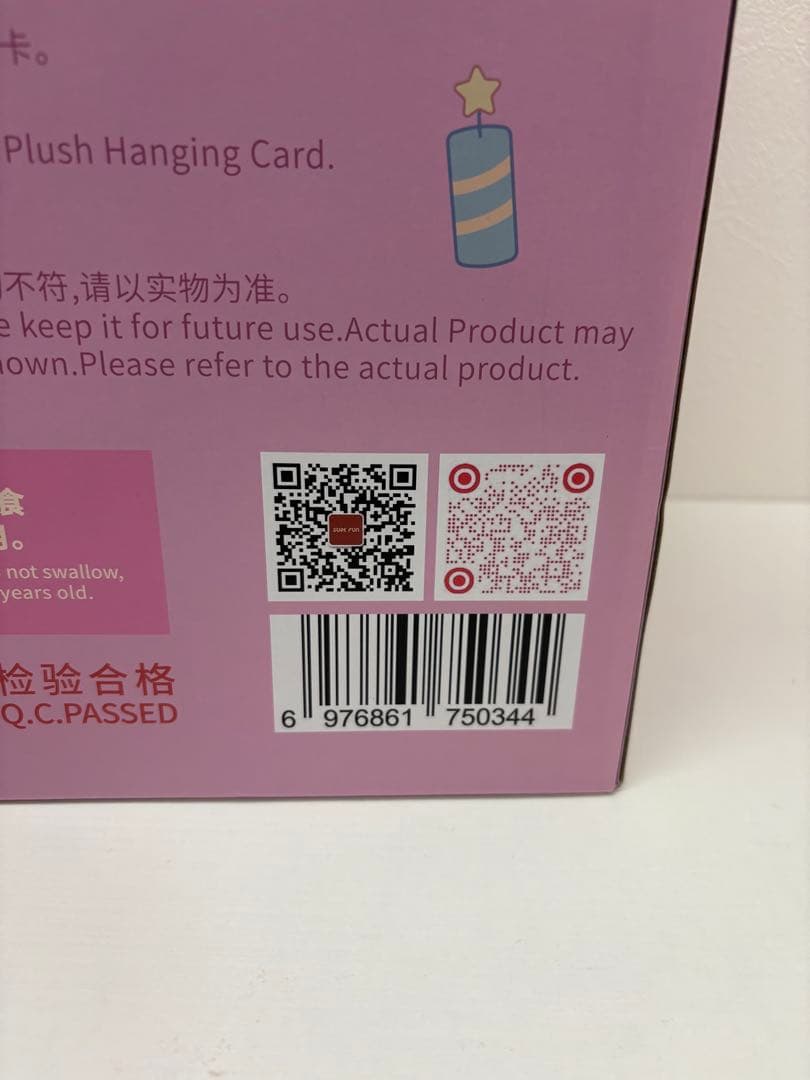 卡。
Plush Hanging Card.
不符,请以实物为准。
e keep it for future use.Actual Product may
own.Please refer to the actual product.
食
。
not swallow,
years old.
检验合格
Q.C.PASSED
6 976861 750344